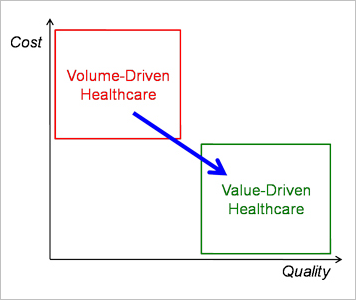 Cost
Volume-Driven
Healthcare
Value-Driven
Healthcare
Quality